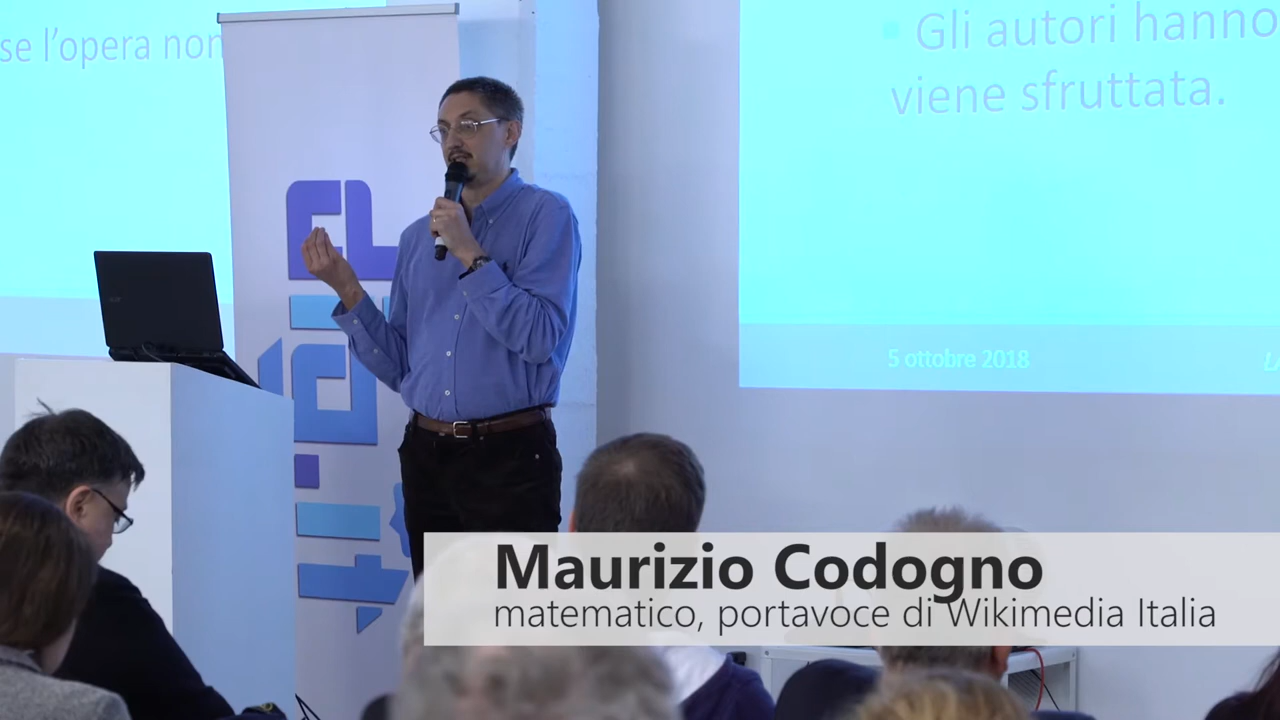 se l'opera non
Gli autori hanno
viene sfruttata.
5 ottobre 2018
Maurizio Codogno
matematico, portavoce di Wikimedia Italia